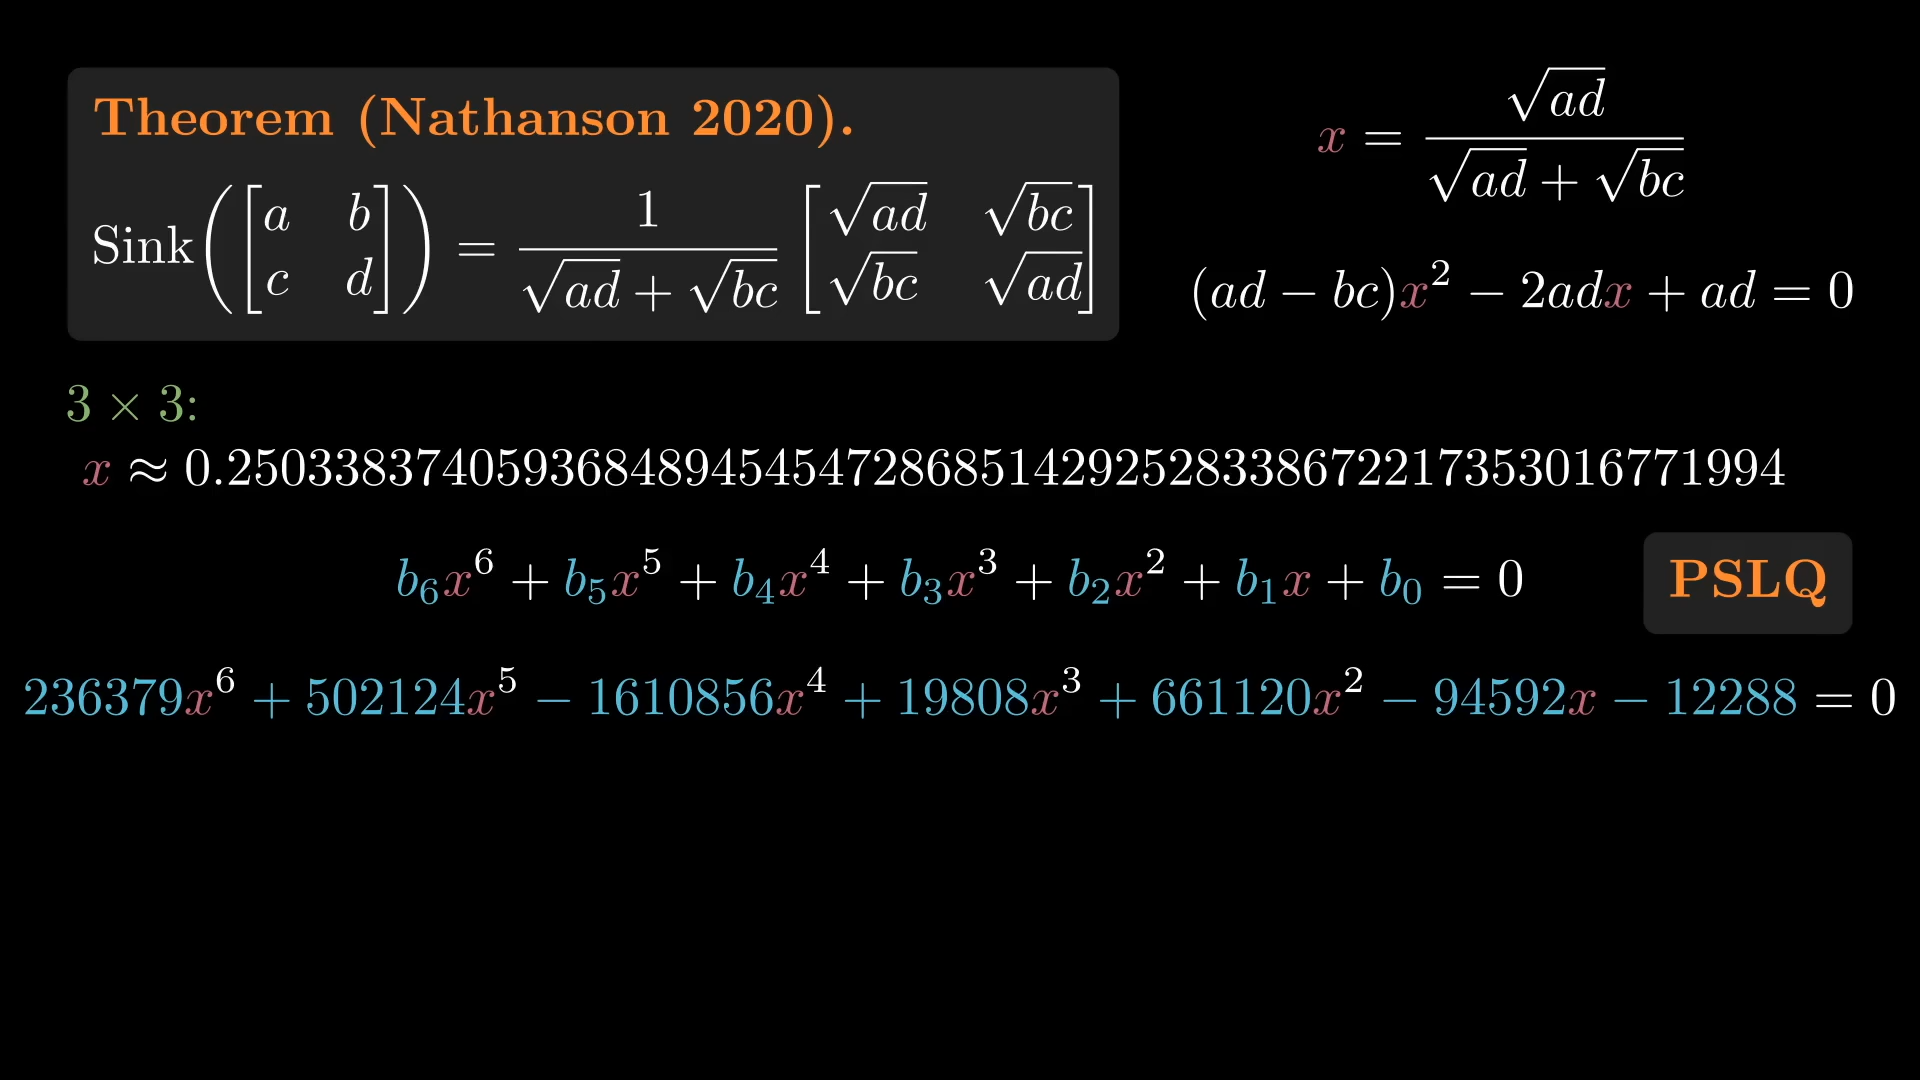 Theorem (Nathanson 2020).
Sink([a b; c d]) = 1/(√ad + √bc) [√ad √bc; √bc √ad]
x = √ad/(√ad + √bc)
(ad − bc)x² − 2adx + ad = 0
3 × 3:
x ≈ 0.2503383740593684894545472868514292528338672217353016771994
b₆x⁶ + b₅x⁵ + b₄x⁴ + b₃x³ + b₂x² + b₁x + b₀ = 0
PSLQ
236379x⁶ + 502124x⁵ − 1610856x⁴ + 19808x³ + 661120x² − 94592x − 12288 = 0